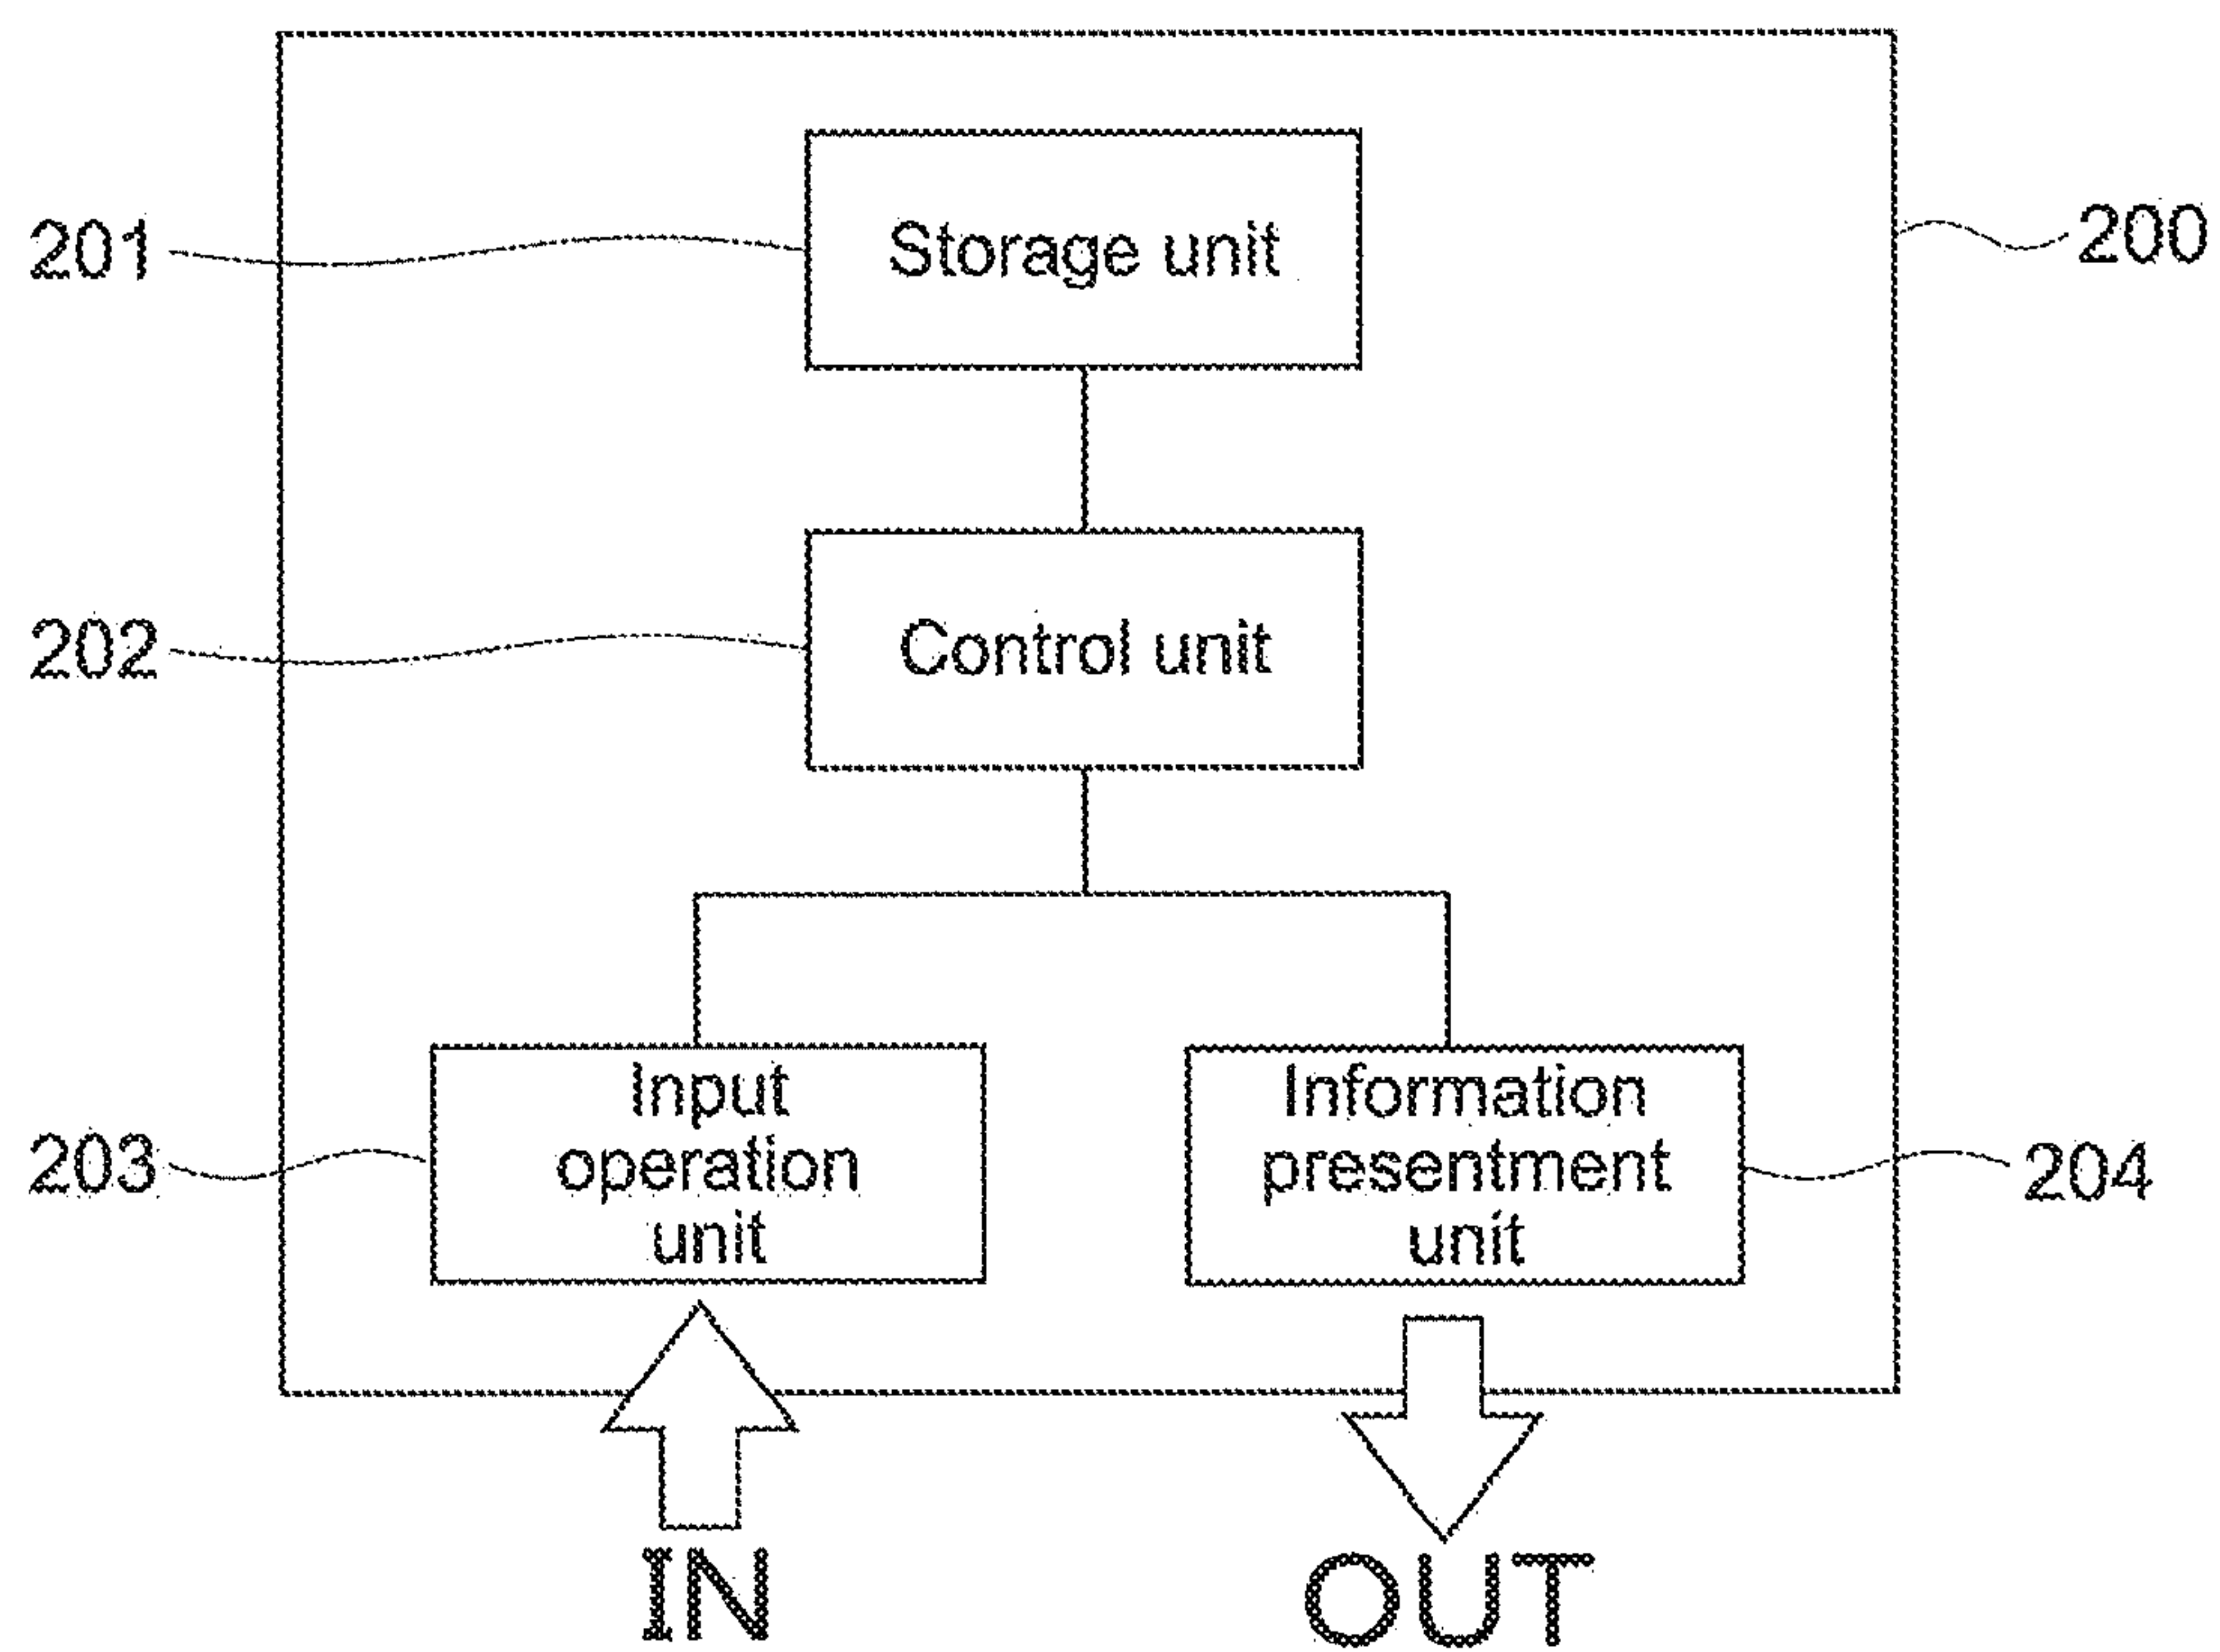 201
Storage unit
200
202
Control unit
203
Input
operation
unit
Information
presentment
unit
204
IN
OUT